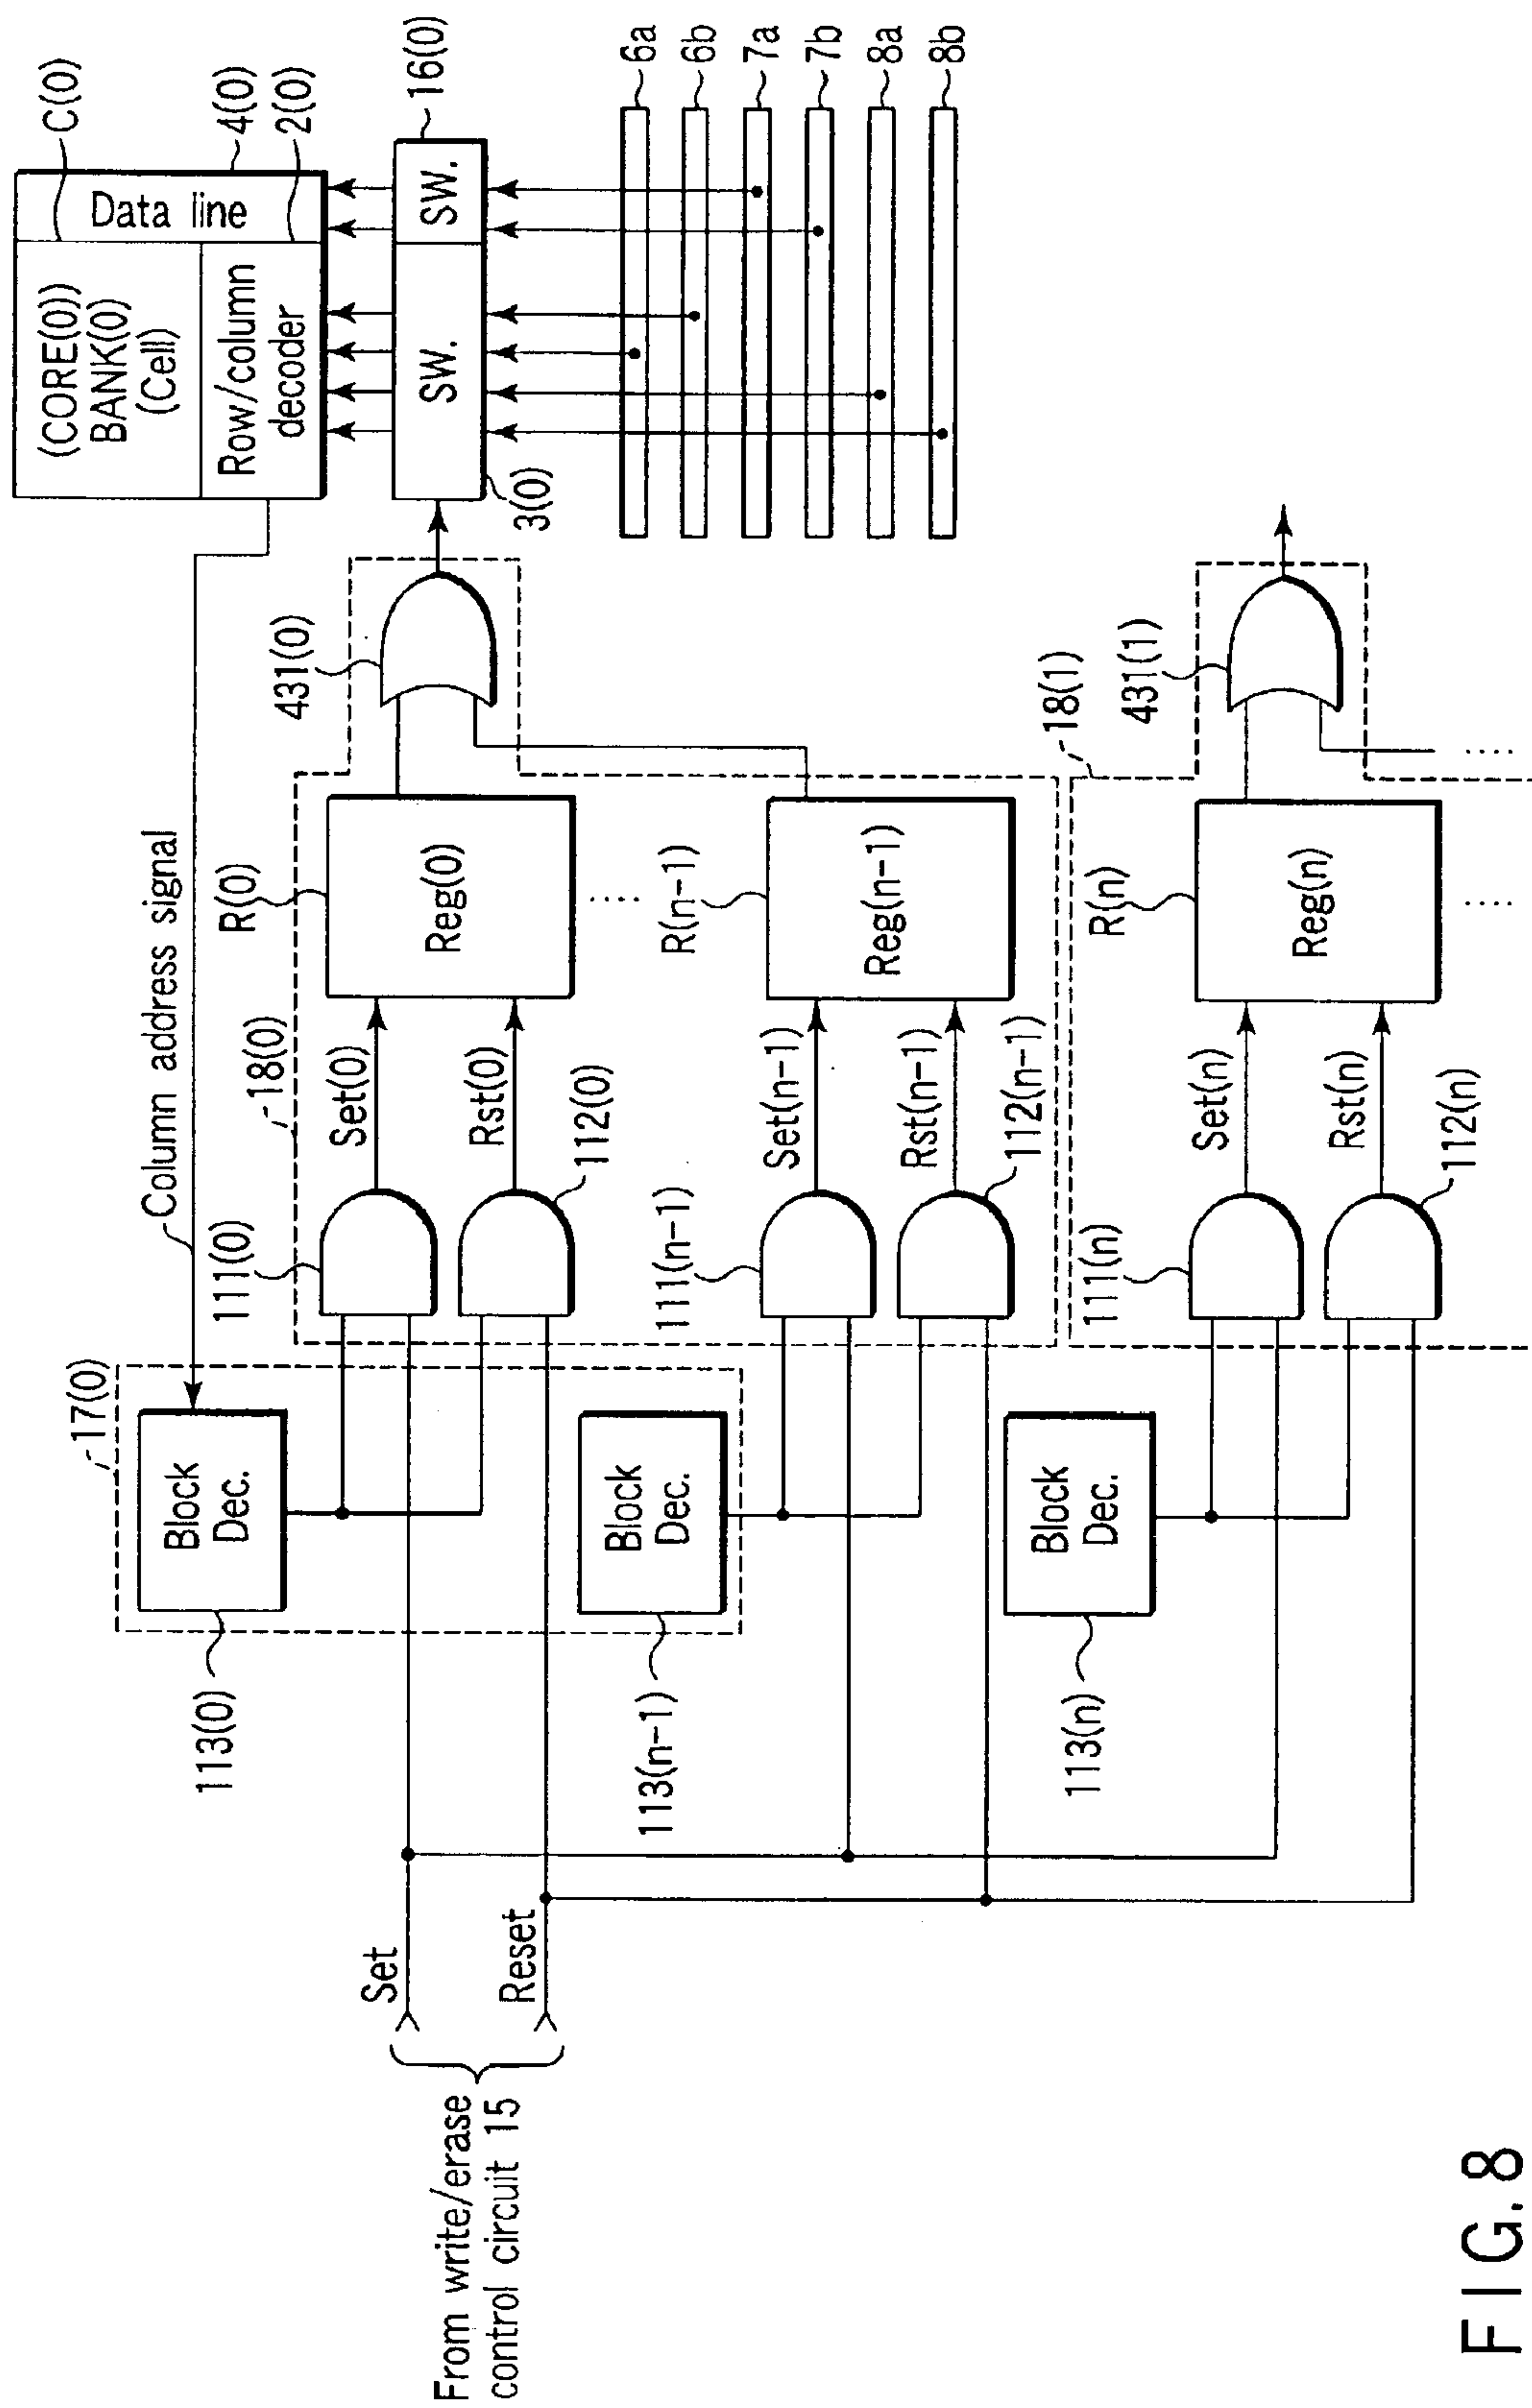 C(0)
4(0)
2(0)
(CORE(0))
BANK(0)
(Cell)
Data line
Row/column
decoder
16(0)
SW.
SW.
3(0)
6a
6b
7a
7b
8a
8b
Column address signal
17(0)
Block
Dec.
113(0)
Block
Dec.
113(n-1)
Block
Dec.
113(n)
18(0)
111(0)
Set(0)
Rst(0)
112(0)
R(0)
Reg(0)
431(0)
.....
111(n-1)
Set(n-1)
Rst(n-1)
112(n-1)
R(n-1)
Reg(n-1)
18(1)
111(n)
Set(n)
Rst(n)
112(n)
R(n)
Reg(n)
431(1)
....
....
Set
Reset
From write/erase
control circuit 15
FIG. 8